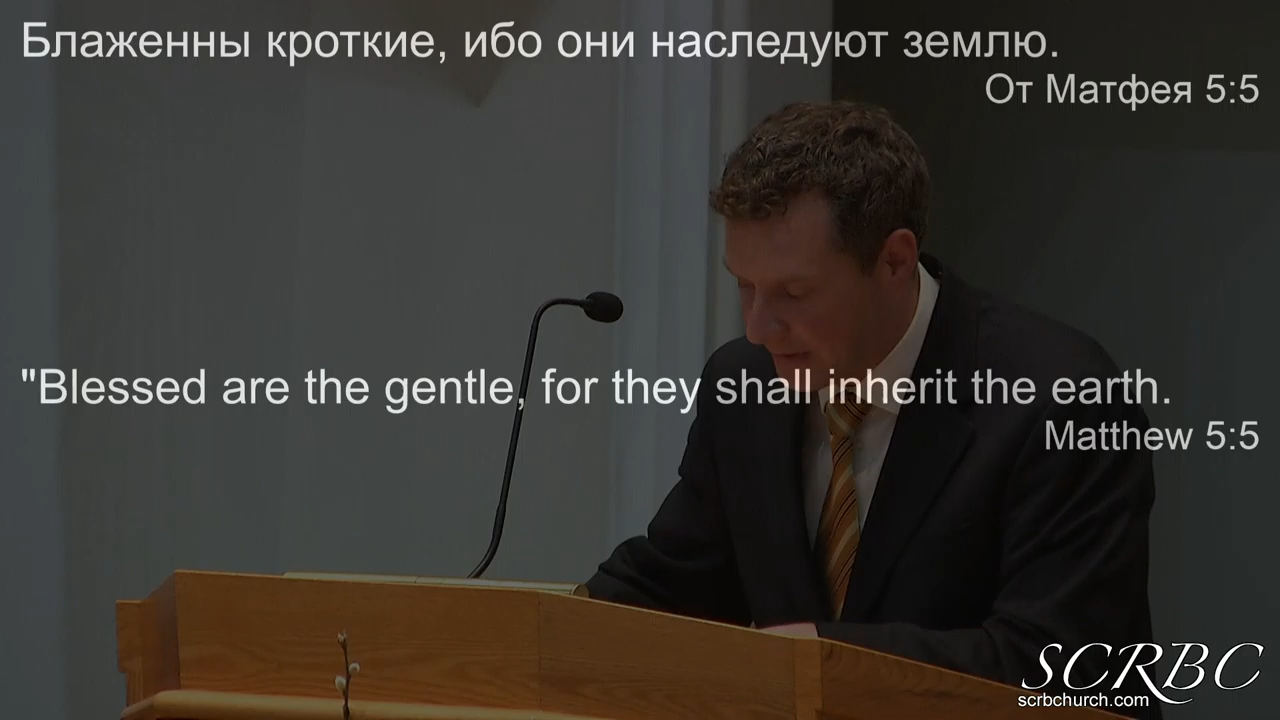 Блаженны кроткие, ибо они наследуют землю.
От Матфея 5:5
"Blessed are the gentle, for they shall inherit the earth.
Matthew 5:5
SCRBC
scrbchurch.com